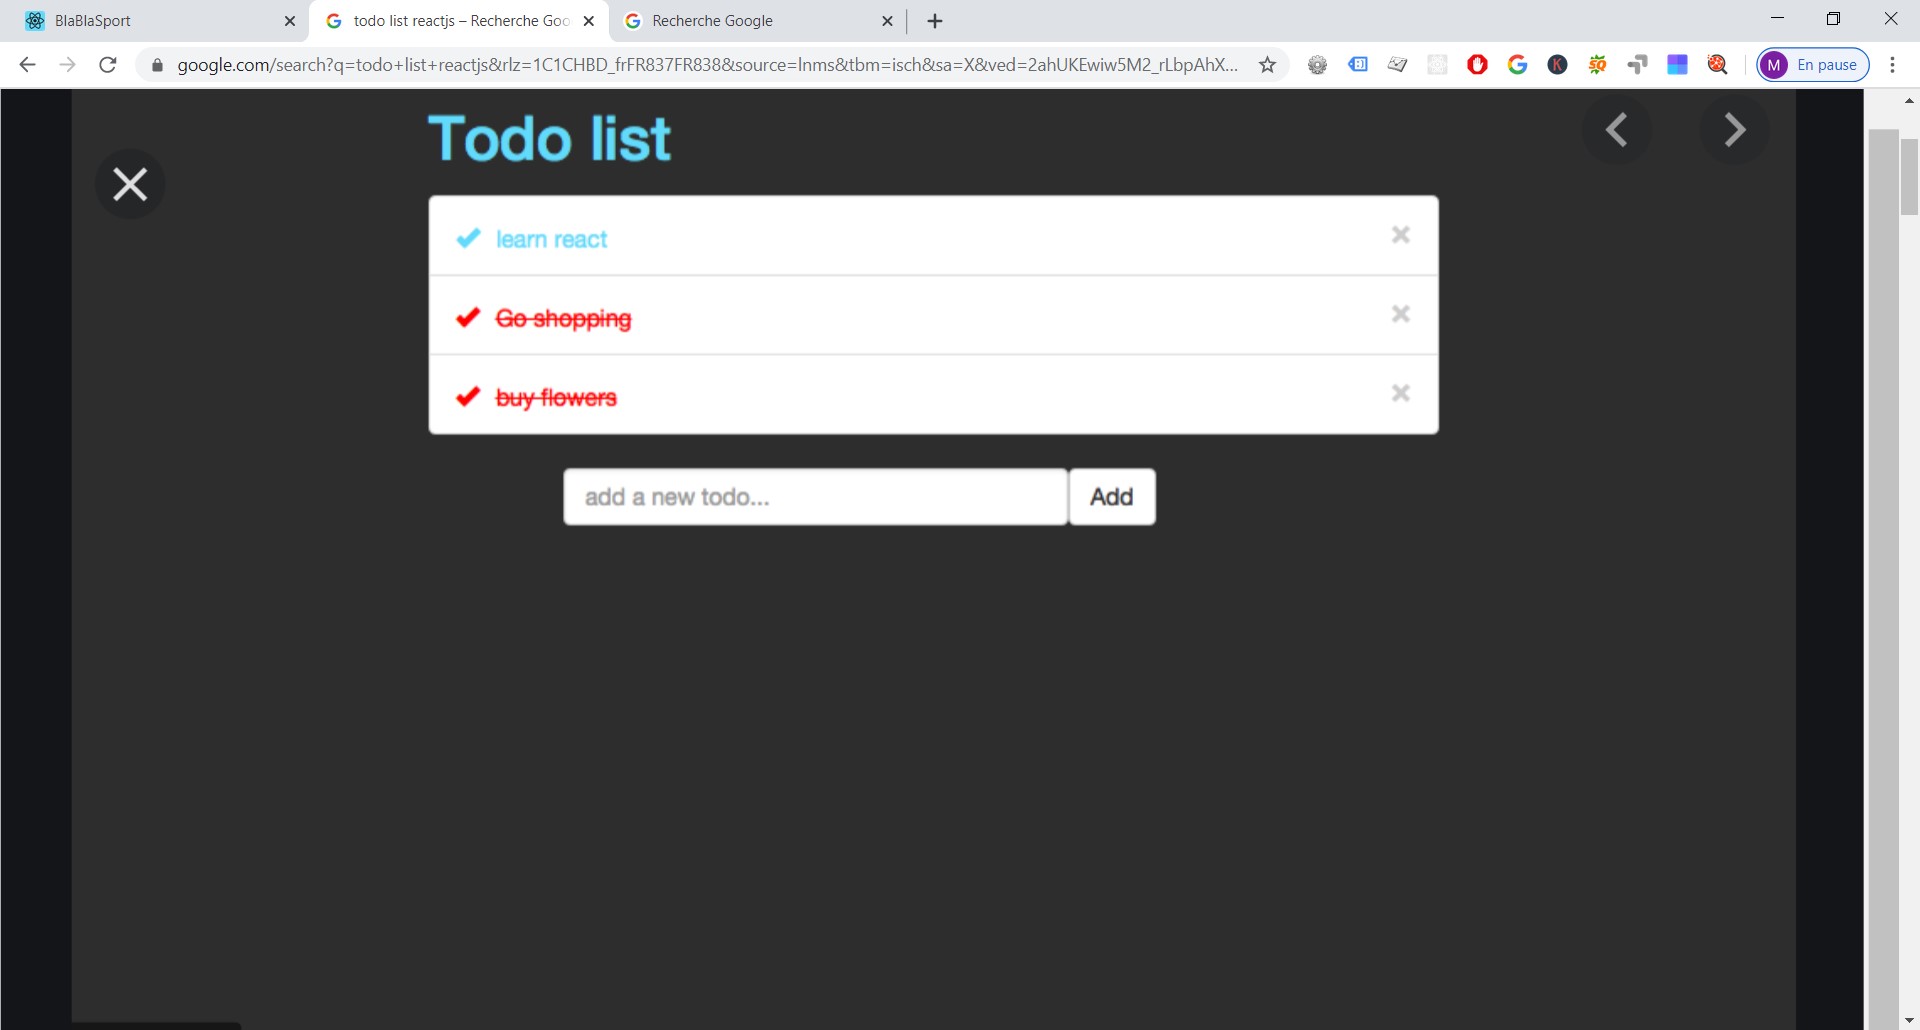 BlaBlaSport
todo list reactjs – Recherche Goo
Recherche Google
google.com/search?q=todo+list+reactjs&rlz=1C1CHBD_frFR837FR838&source=lnms&tbm=isch&sa=X&ved=2ahUKEwiw5M2_rLbpAhX...
M En pause
Todo list
learn react
Go shopping
buy flowers
add a new todo...
Add